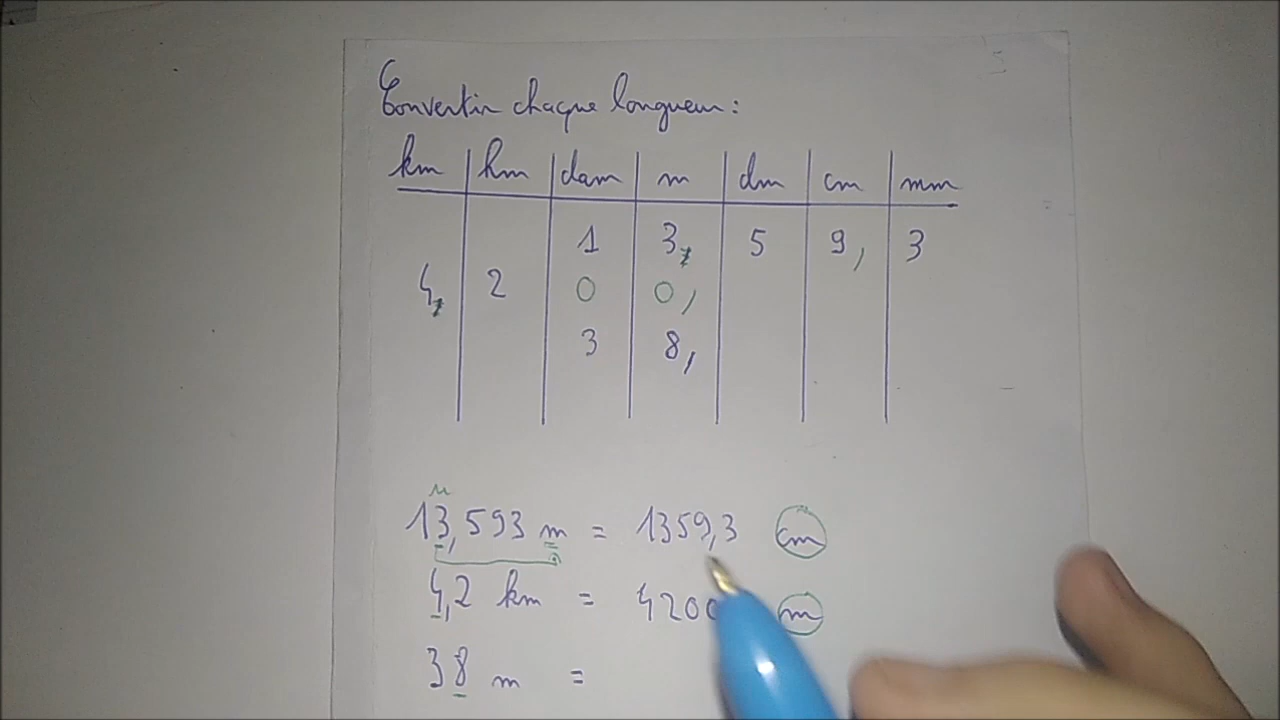 Convertir chaque longueur :
km hm dam m dm cm mm
1 3, 5 9, 3
4, 2 0 0,
3 8,
u
13,593 m = 1359,3 cm
4,2 km = 4200 m
38 m =